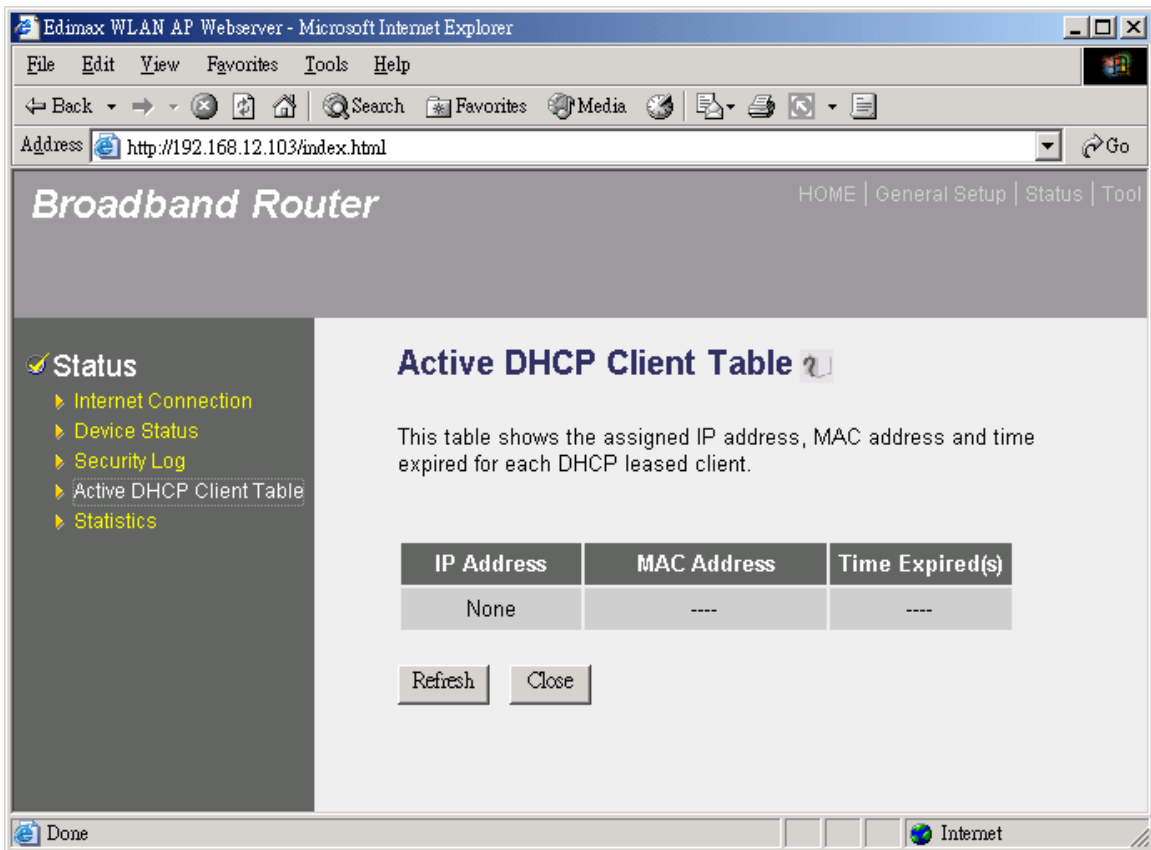 Edimax WLAN AP Webserver - Microsoft Internet Explorer
File Edit View Favorites Tools Help
Back Search Favorites Media
Address http://192.168.12.103/index.html Go
Broadband Router
HOME | General Setup | Status | Tool
Status
Internet Connection
Device Status
Security Log
Active DHCP Client Table
Statistics
Active DHCP Client Table
This table shows the assigned IP address, MAC address and time
expired for each DHCP leased client.
IP Address MAC Address Time Expired(s)
None ---- ----
Refresh Close
Done Internet